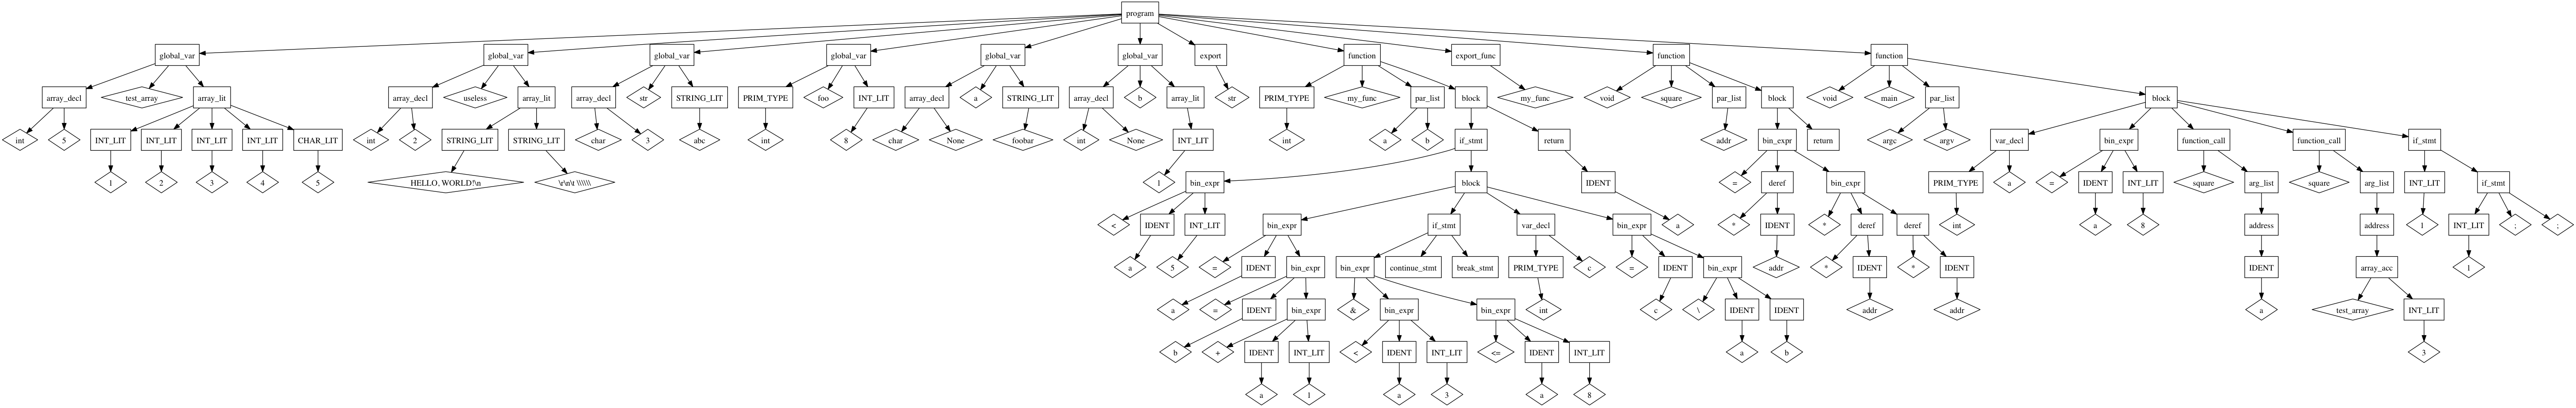 program
global_var global_var global_var global_var global_var global_var export function export_func function function
array_decl test_array array_lit array_decl useless array_lit array_decl str STRING_LIT PRIM_TYPE foo INT_LIT array_decl a STRING_LIT array_decl b array_lit str PRIM_TYPE my_func par_list block my_func void square par_list block void main par_list block
int 5 INT_LIT INT_LIT INT_LIT INT_LIT CHAR_LIT int 2 STRING_LIT STRING_LIT char 3 abc int 8 char None foobar int None INT_LIT int a b if_stmt return addr bin_expr return argc argv var_decl bin_expr function_call function_call if_stmt
1 2 3 4 5 HELLO, WORLD!\n \r\n\t \\\\\\ 1 bin_expr block IDENT = deref bin_expr PRIM_TYPE a = IDENT INT_LIT square arg_list square arg_list INT_LIT if_stmt
< IDENT INT_LIT bin_expr if_stmt var_decl bin_expr a * IDENT * deref deref int a 8 address address 1 INT_LIT ; ;
a 5 = IDENT bin_expr bin_expr continue_stmt break_stmt PRIM_TYPE c = IDENT bin_expr addr * IDENT * IDENT IDENT array_acc 1
a = IDENT bin_expr & bin_expr bin_expr int c \ IDENT IDENT addr addr a test_array INT_LIT
b + IDENT INT_LIT < IDENT INT_LIT <= IDENT INT_LIT a b 3
a 1 a 3 a 8